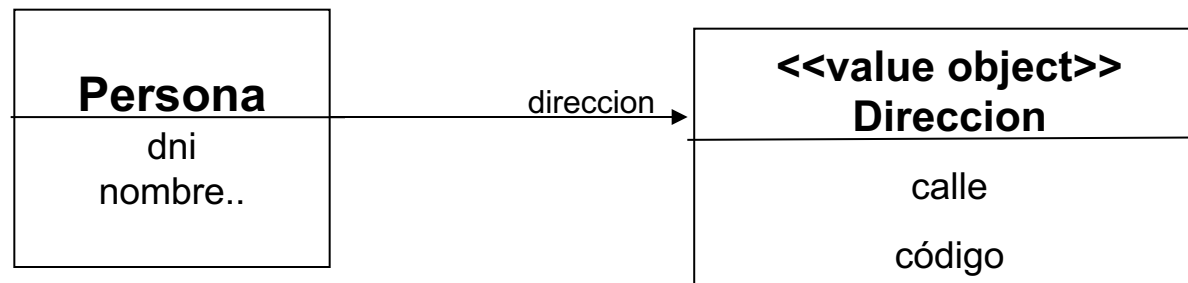 Persona
dni
nombre..
direccion
<<value object>>
Direccion
calle
código